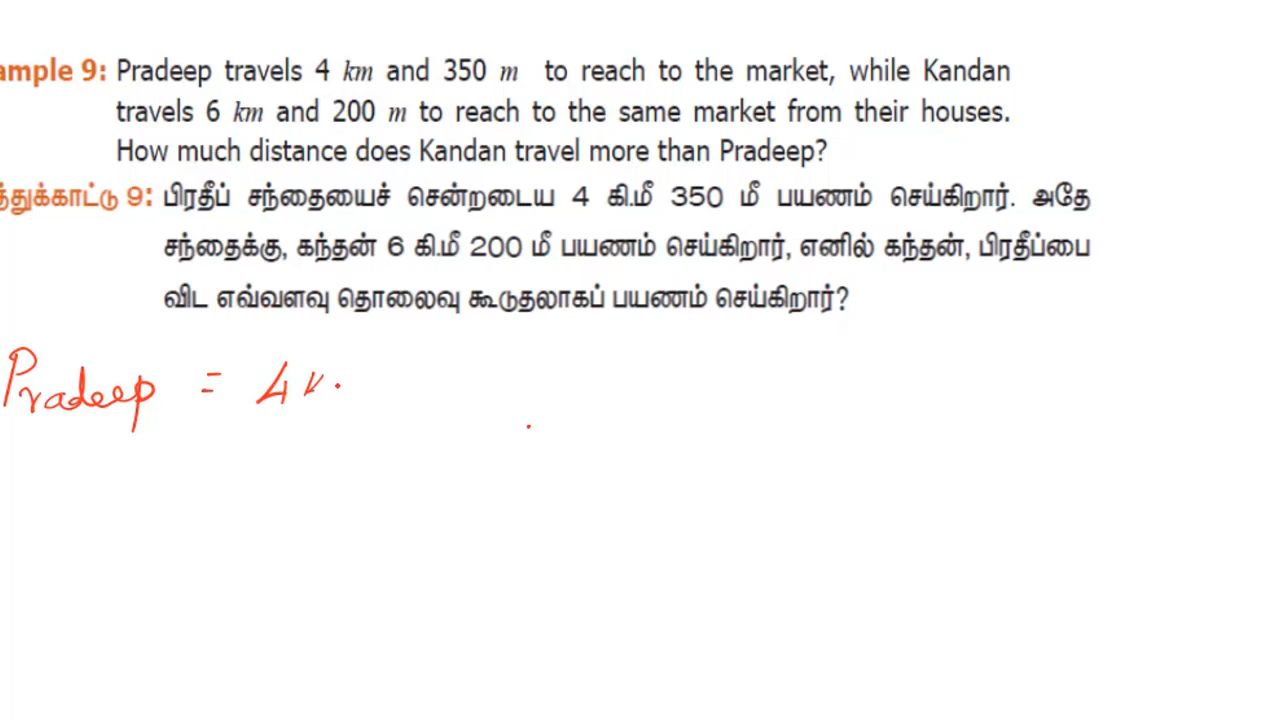 ample 9: Pradeep travels 4 km and 350 m to reach to the market, while Kandan
travels 6 km and 200 m to reach to the same market from their houses.
How much distance does Kandan travel more than Pradeep?
த்துக்காட்டு 9: பிரதீப் சந்தையைச் சென்றடைய 4 கி.மீ 350 மீ பயணம் செய்கிறார். அதே
சந்தைக்கு, கந்தன் 6 கி.மீ 200 மீ பயணம் செய்கிறார், எனில் கந்தன், பிரதீப்பை
விட எவ்வளவு தொலைவு கூடுதலாகப் பயணம் செய்கிறார்?
Pradeep = 4k